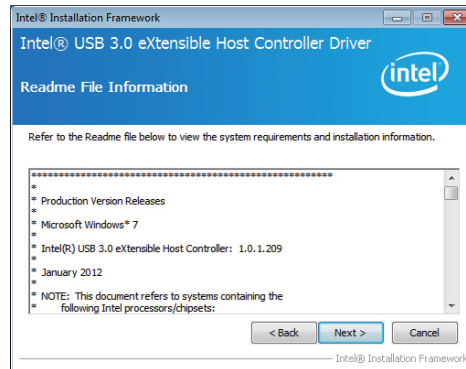 Intel® Installation Framework
Intel® USB 3.0 eXtensible Host Controller Driver
Readme File Information
intel
Refer to the Readme file below to view the system requirements and installation information.
*******************************************************
*
* Production Version Releases
*
* Microsoft Windows* 7
*
* Intel(R) USB 3.0 eXtensible Host Controller: 1.0.1.209
*
* January 2012
*
* NOTE: This document refers to systems containing the
* following Intel processors/chipsets:
< Back
Next >
Cancel
Intel® Installation Framework